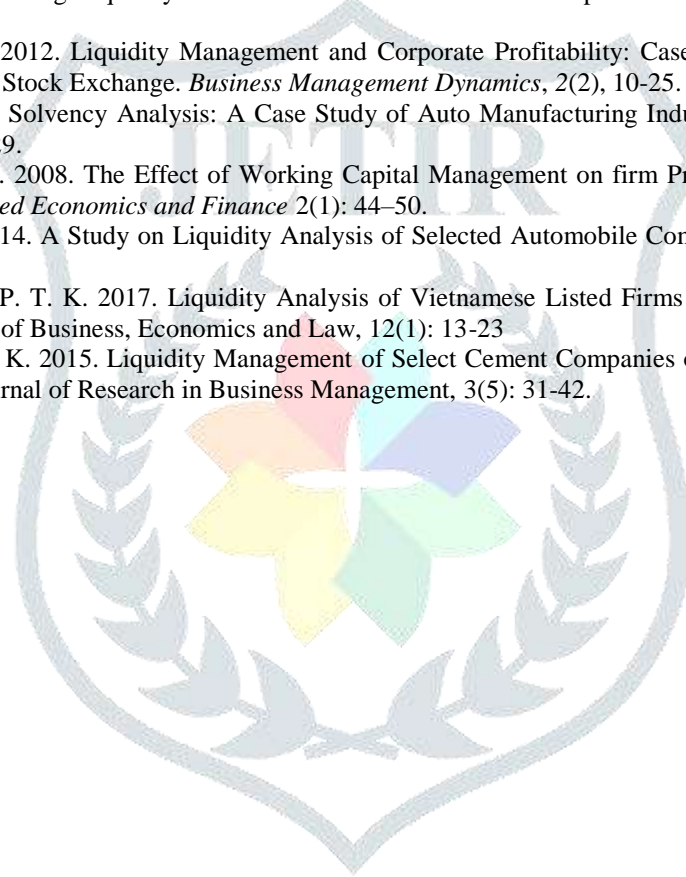 2012. Liquidity Management and Corporate Profitability: Case
Stock Exchange. Business Management Dynamics, 2(2), 10-25.
Solvency Analysis: A Case Study of Auto Manufacturing Indu
9.
. 2008. The Effect of Working Capital Management on firm Pr
ed Economics and Finance 2(1): 44–50.
14. A Study on Liquidity Analysis of Selected Automobile Con
P. T. K. 2017. Liquidity Analysis of Vietnamese Listed Firms
of Business, Economics and Law, 12(1): 13-23
K. 2015. Liquidity Management of Select Cement Companies
rnal of Research in Business Management, 3(5): 31-42.
JETIR